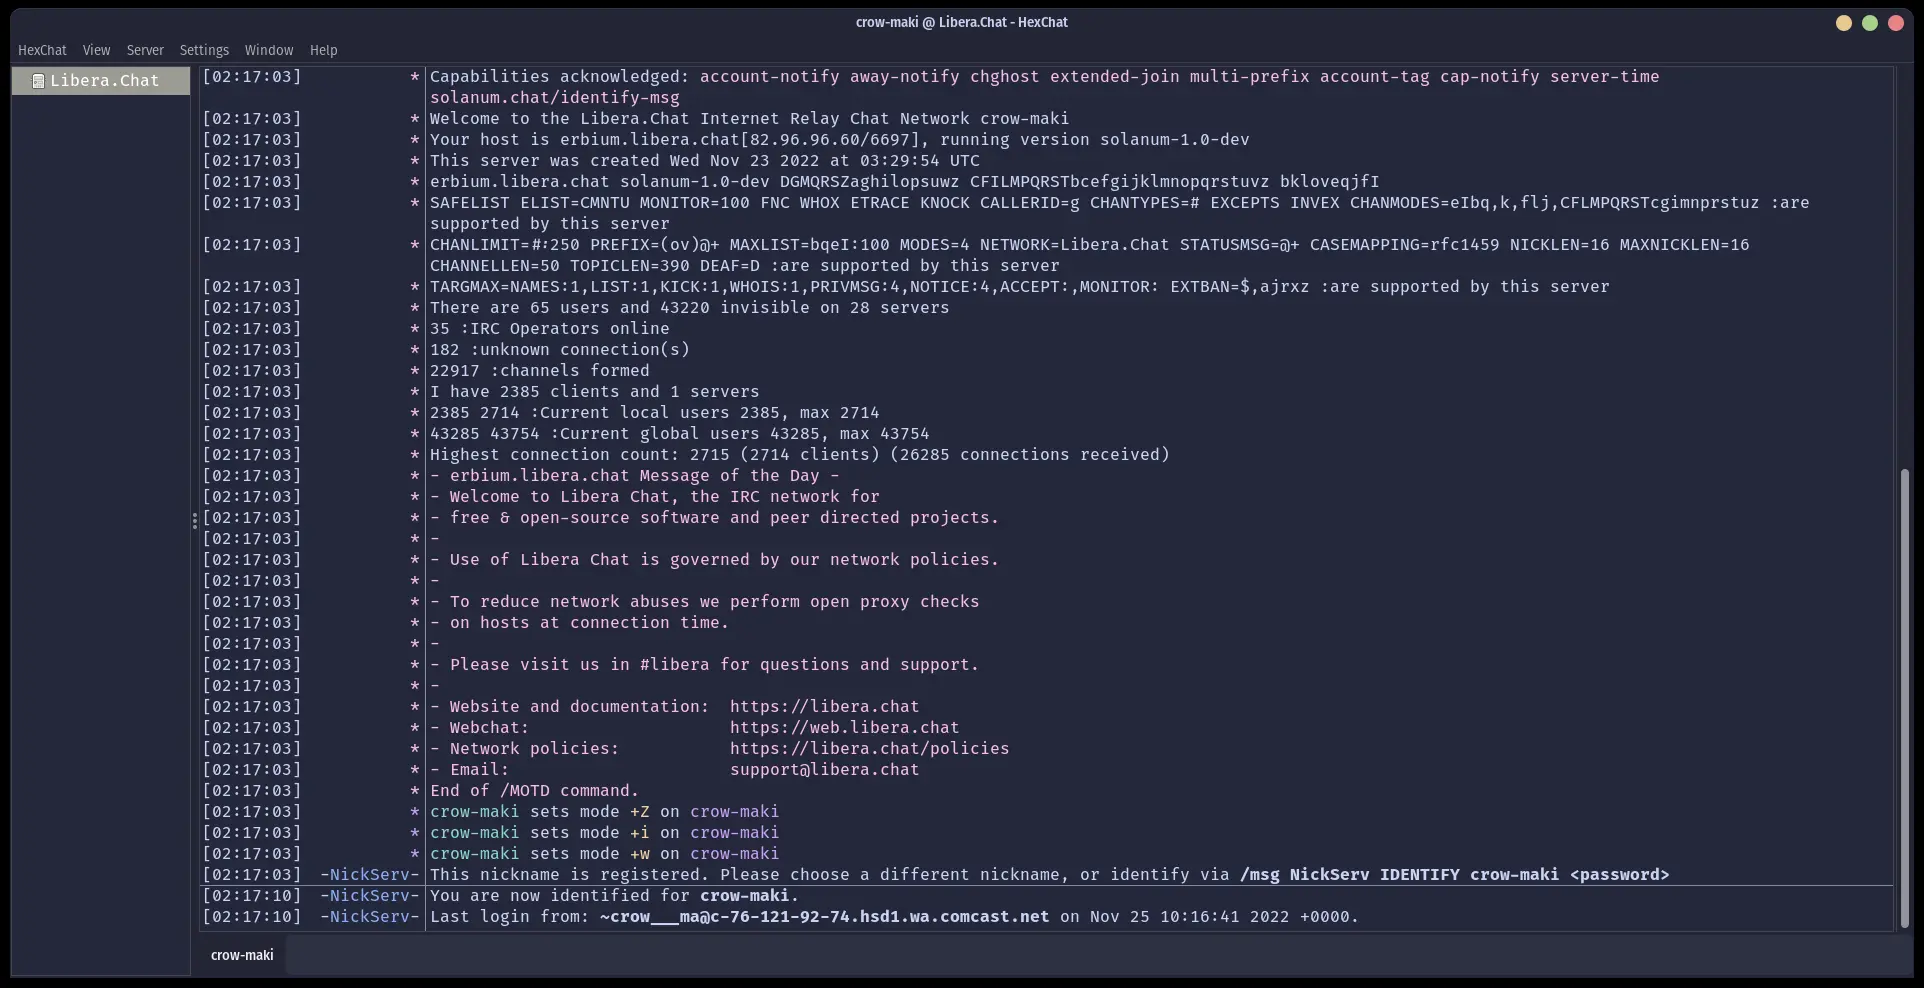 crow-maki @ Libera.Chat - HexChat
HexChat View Server Settings Window Help
Libera.Chat
[02:17:03] * Capabilities acknowledged: account-notify away-notify chghost extended-join multi-prefix account-tag cap-notify server-time
solanum.chat/identify-msg
[02:17:03] * Welcome to the Libera.Chat Internet Relay Chat Network crow-maki
[02:17:03] * Your host is erbium.libera.chat[82.96.96.60/6697], running version solanum-1.0-dev
[02:17:03] * This server was created Wed Nov 23 2022 at 03:29:54 UTC
[02:17:03] * erbium.libera.chat solanum-1.0-dev DGMQRSZaghilopsuwz CFILMPQRSTbcefgijklmnopqrstuvz bkloveqjfI
[02:17:03] * SAFELIST ELIST=CMNTU MONITOR=100 FNC WHOX ETRACE KNOCK CALLERID=g CHANTYPES=# EXCEPTS INVEX CHANMODES=eIbq,k,flj,CFLMPQRSTcgimnprstuz :are
supported by this server
[02:17:03] * CHANLIMIT=#:250 PREFIX=(ov)@+ MAXLIST=bqeI:100 MODES=4 NETWORK=Libera.Chat STATUSMSG=@+ CASEMAPPING=rfc1459 NICKLEN=16 MAXNICKLEN=16
CHANNELLEN=50 TOPICLEN=390 DEAF=D :are supported by this server
[02:17:03] * TARGMAX=NAMES:1,LIST:1,KICK:1,WHOIS:1,PRIVMSG:4,NOTICE:4,ACCEPT:,MONITOR: EXTBAN=$,ajrxz :are supported by this server
[02:17:03] * There are 65 users and 43220 invisible on 28 servers
[02:17:03] * 35 :IRC Operators online
[02:17:03] * 182 :unknown connection(s)
[02:17:03] * 22917 :channels formed
[02:17:03] * I have 2385 clients and 1 servers
[02:17:03] * 2385 2714 :Current local users 2385, max 2714
[02:17:03] * 43285 43754 :Current global users 43285, max 43754
[02:17:03] * Highest connection count: 2715 (2714 clients) (26285 connections received)
[02:17:03] * - erbium.libera.chat Message of the Day -
[02:17:03] * - Welcome to Libera Chat, the IRC network for
[02:17:03] * - free & open-source software and peer directed projects.
[02:17:03] * -
[02:17:03] * - Use of Libera Chat is governed by our network policies.
[02:17:03] * -
[02:17:03] * - To reduce network abuses we perform open proxy checks
[02:17:03] * - on hosts at connection time.
[02:17:03] * -
[02:17:03] * - Please visit us in #libera for questions and support.
[02:17:03] * -
[02:17:03] * - Website and documentation: https://libera.chat
[02:17:03] * - Webchat: https://web.libera.chat
[02:17:03] * - Network policies: https://libera.chat/policies
[02:17:03] * - Email: support@libera.chat
[02:17:03] * End of /MOTD command.
[02:17:03] * crow-maki sets mode +Z on crow-maki
[02:17:03] * crow-maki sets mode +i on crow-maki
[02:17:03] * crow-maki sets mode +w on crow-maki
[02:17:03] -NickServ- This nickname is registered. Please choose a different nickname, or identify via /msg NickServ IDENTIFY crow-maki <password>
[02:17:10] -NickServ- You are now identified for crow-maki.
[02:17:10] -NickServ- Last login from: ~crow___ma@c-76-121-92-74.hsd1.wa.comcast.net on Nov 25 10:16:41 2022 +0000.
crow-maki